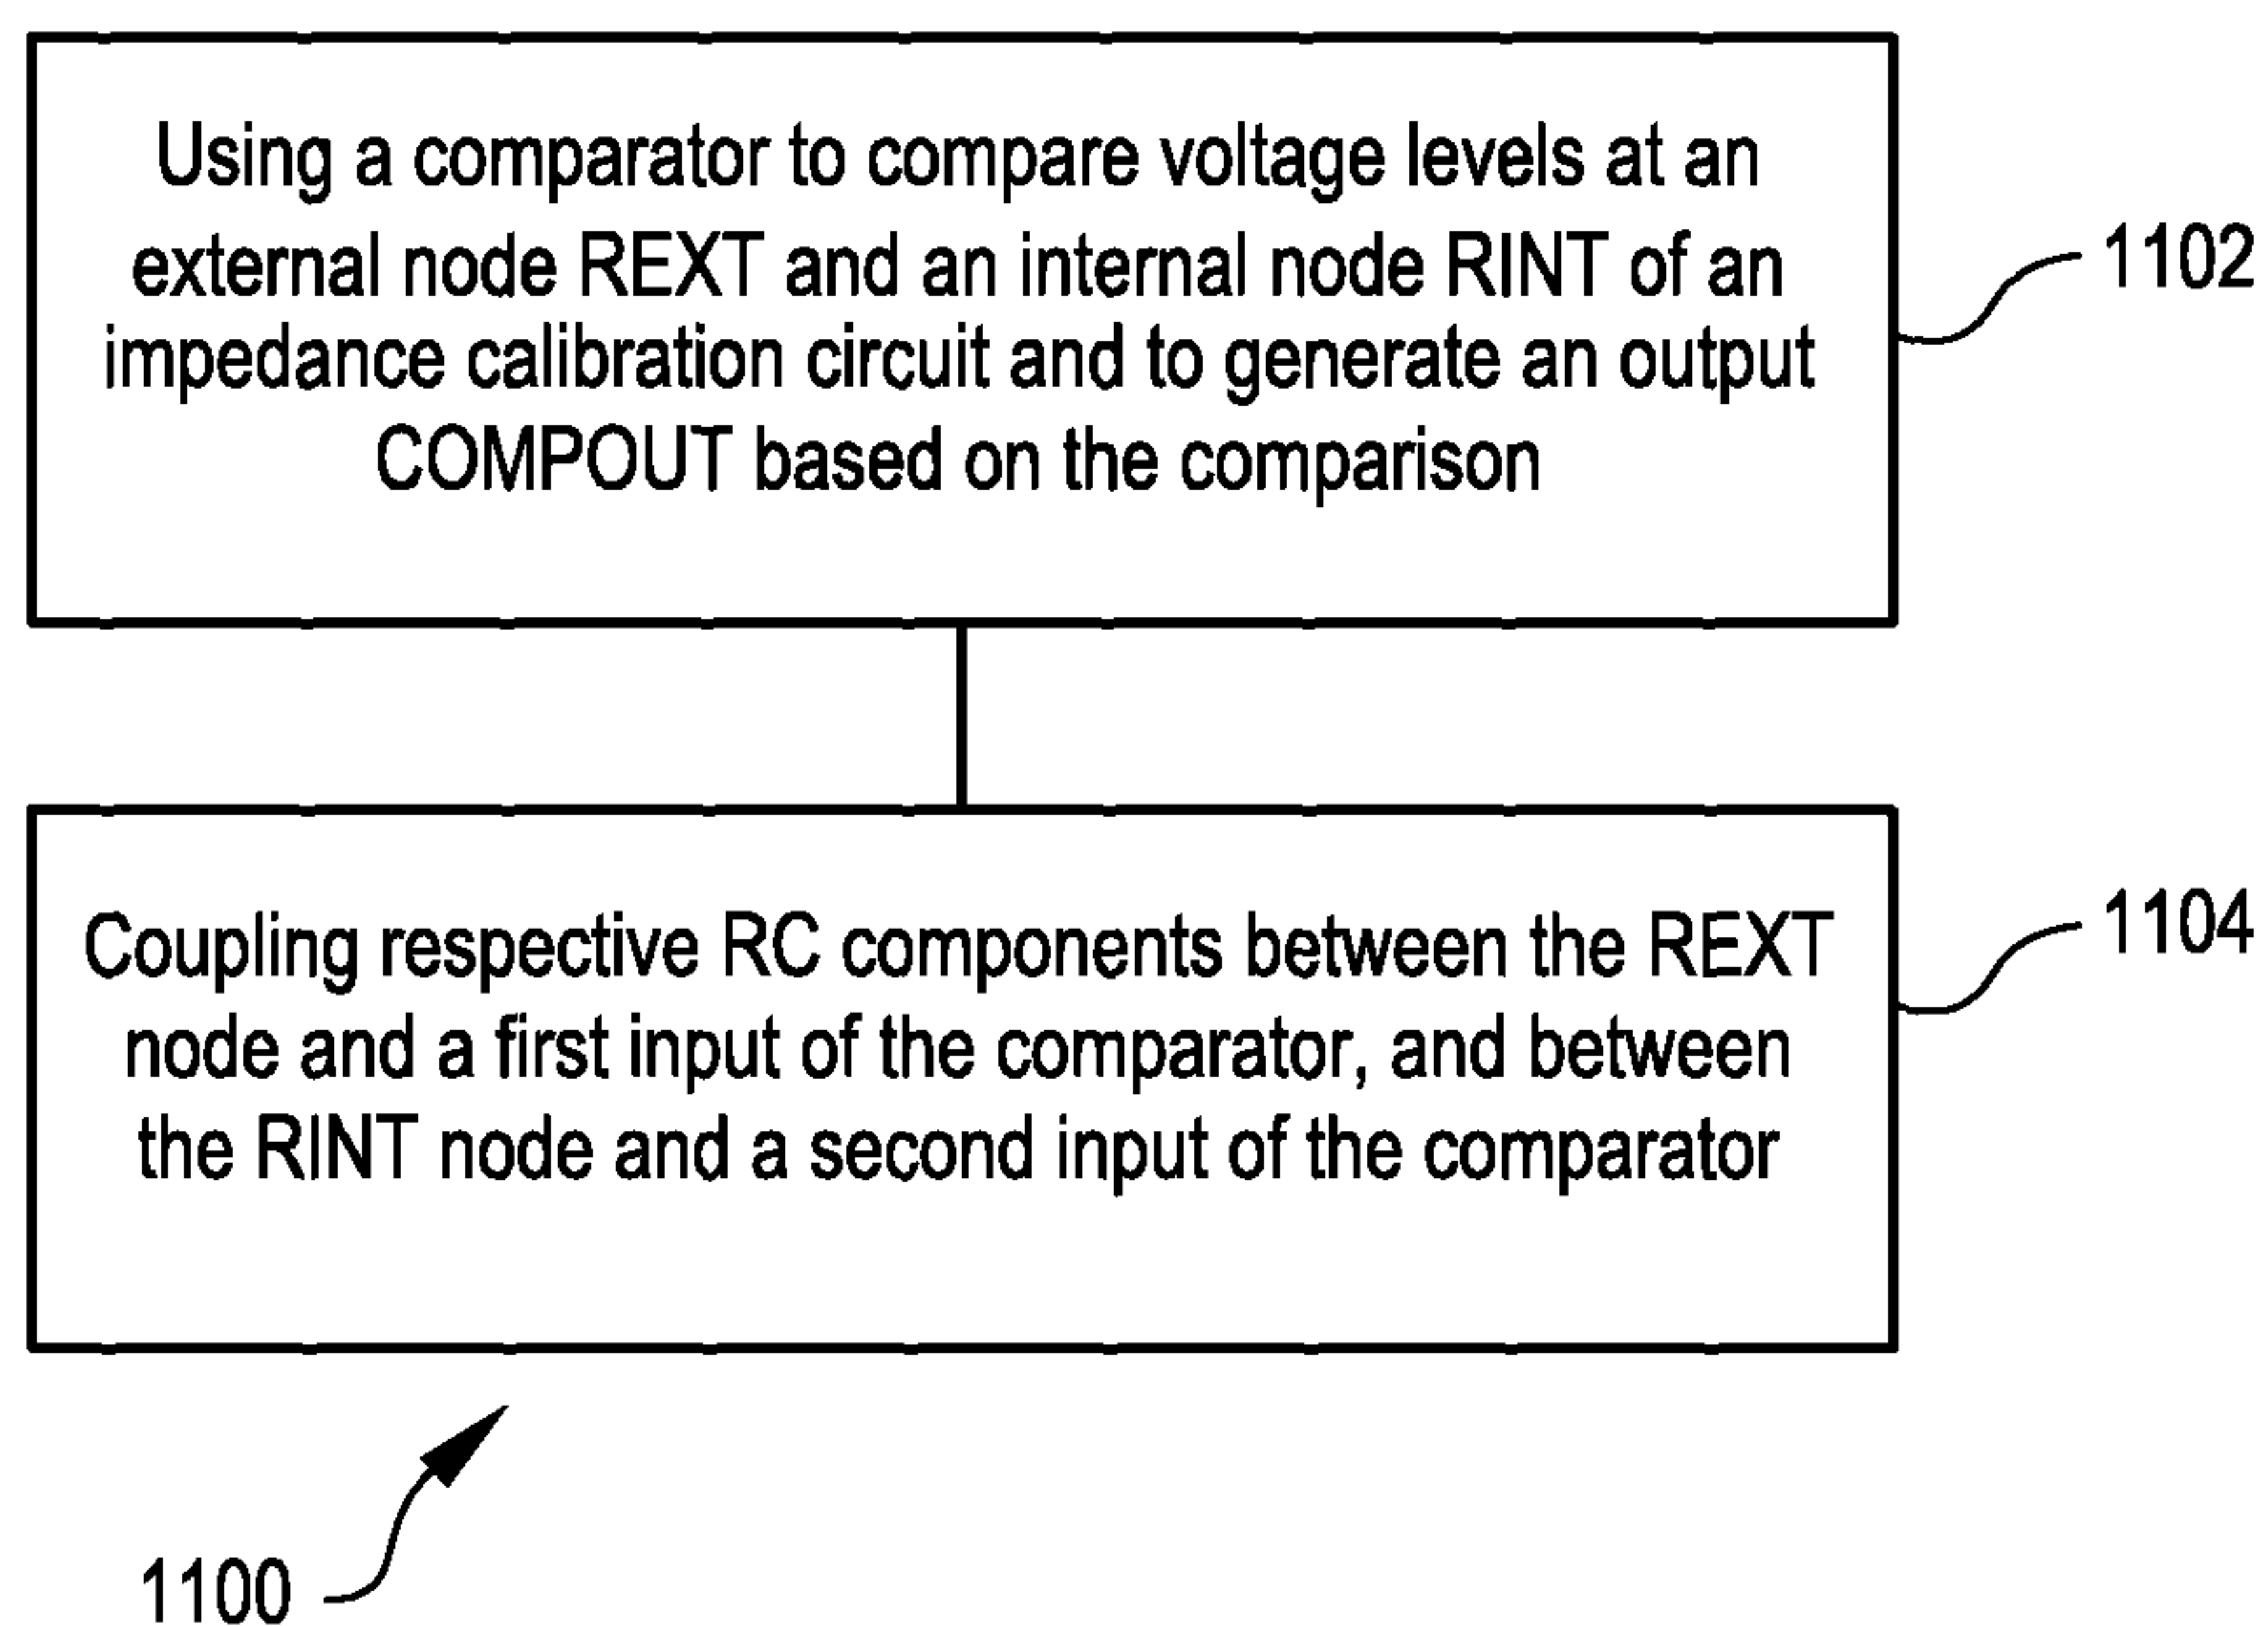 Using a comparator to compare voltage levels at an
external node REXT and an internal node RINT of an
impedance calibration circuit and to generate an output
COMPOUT based on the comparison
1102
Coupling respective RC components between the REXT
node and a first input of the comparator, and between
the RINT node and a second input of the comparator
1104
1100